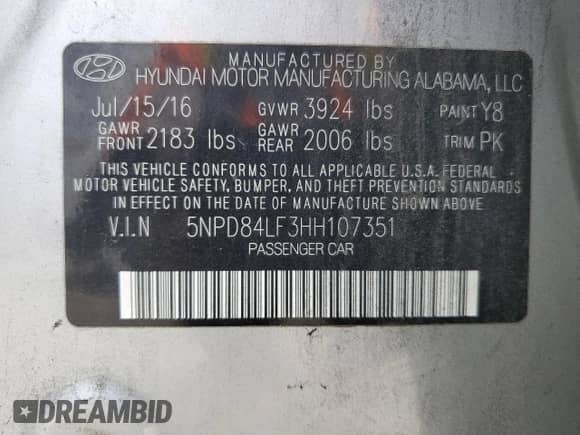 MANUFACTURED BY
HYUNDAI MOTOR MANUFACTURING ALABAMA, LLC
Jul/15/16 GVWR 3924 lbs PAINT Y8
GAWR FRONT 2183 lbs GAWR REAR 2006 lbs TRIM PK
THIS VEHICLE CONFORMS TO ALL APPLICABLE U.S.A. FEDERAL
MOTOR VEHICLE SAFETY, BUMPER, AND THEFT PREVENTION STANDARDS
IN EFFECT ON THE DATE OF MANUFACTURE SHOWN ABOVE.
V.I.N 5NPD84LF3HH107351
PASSENGER CAR
DREAMBID